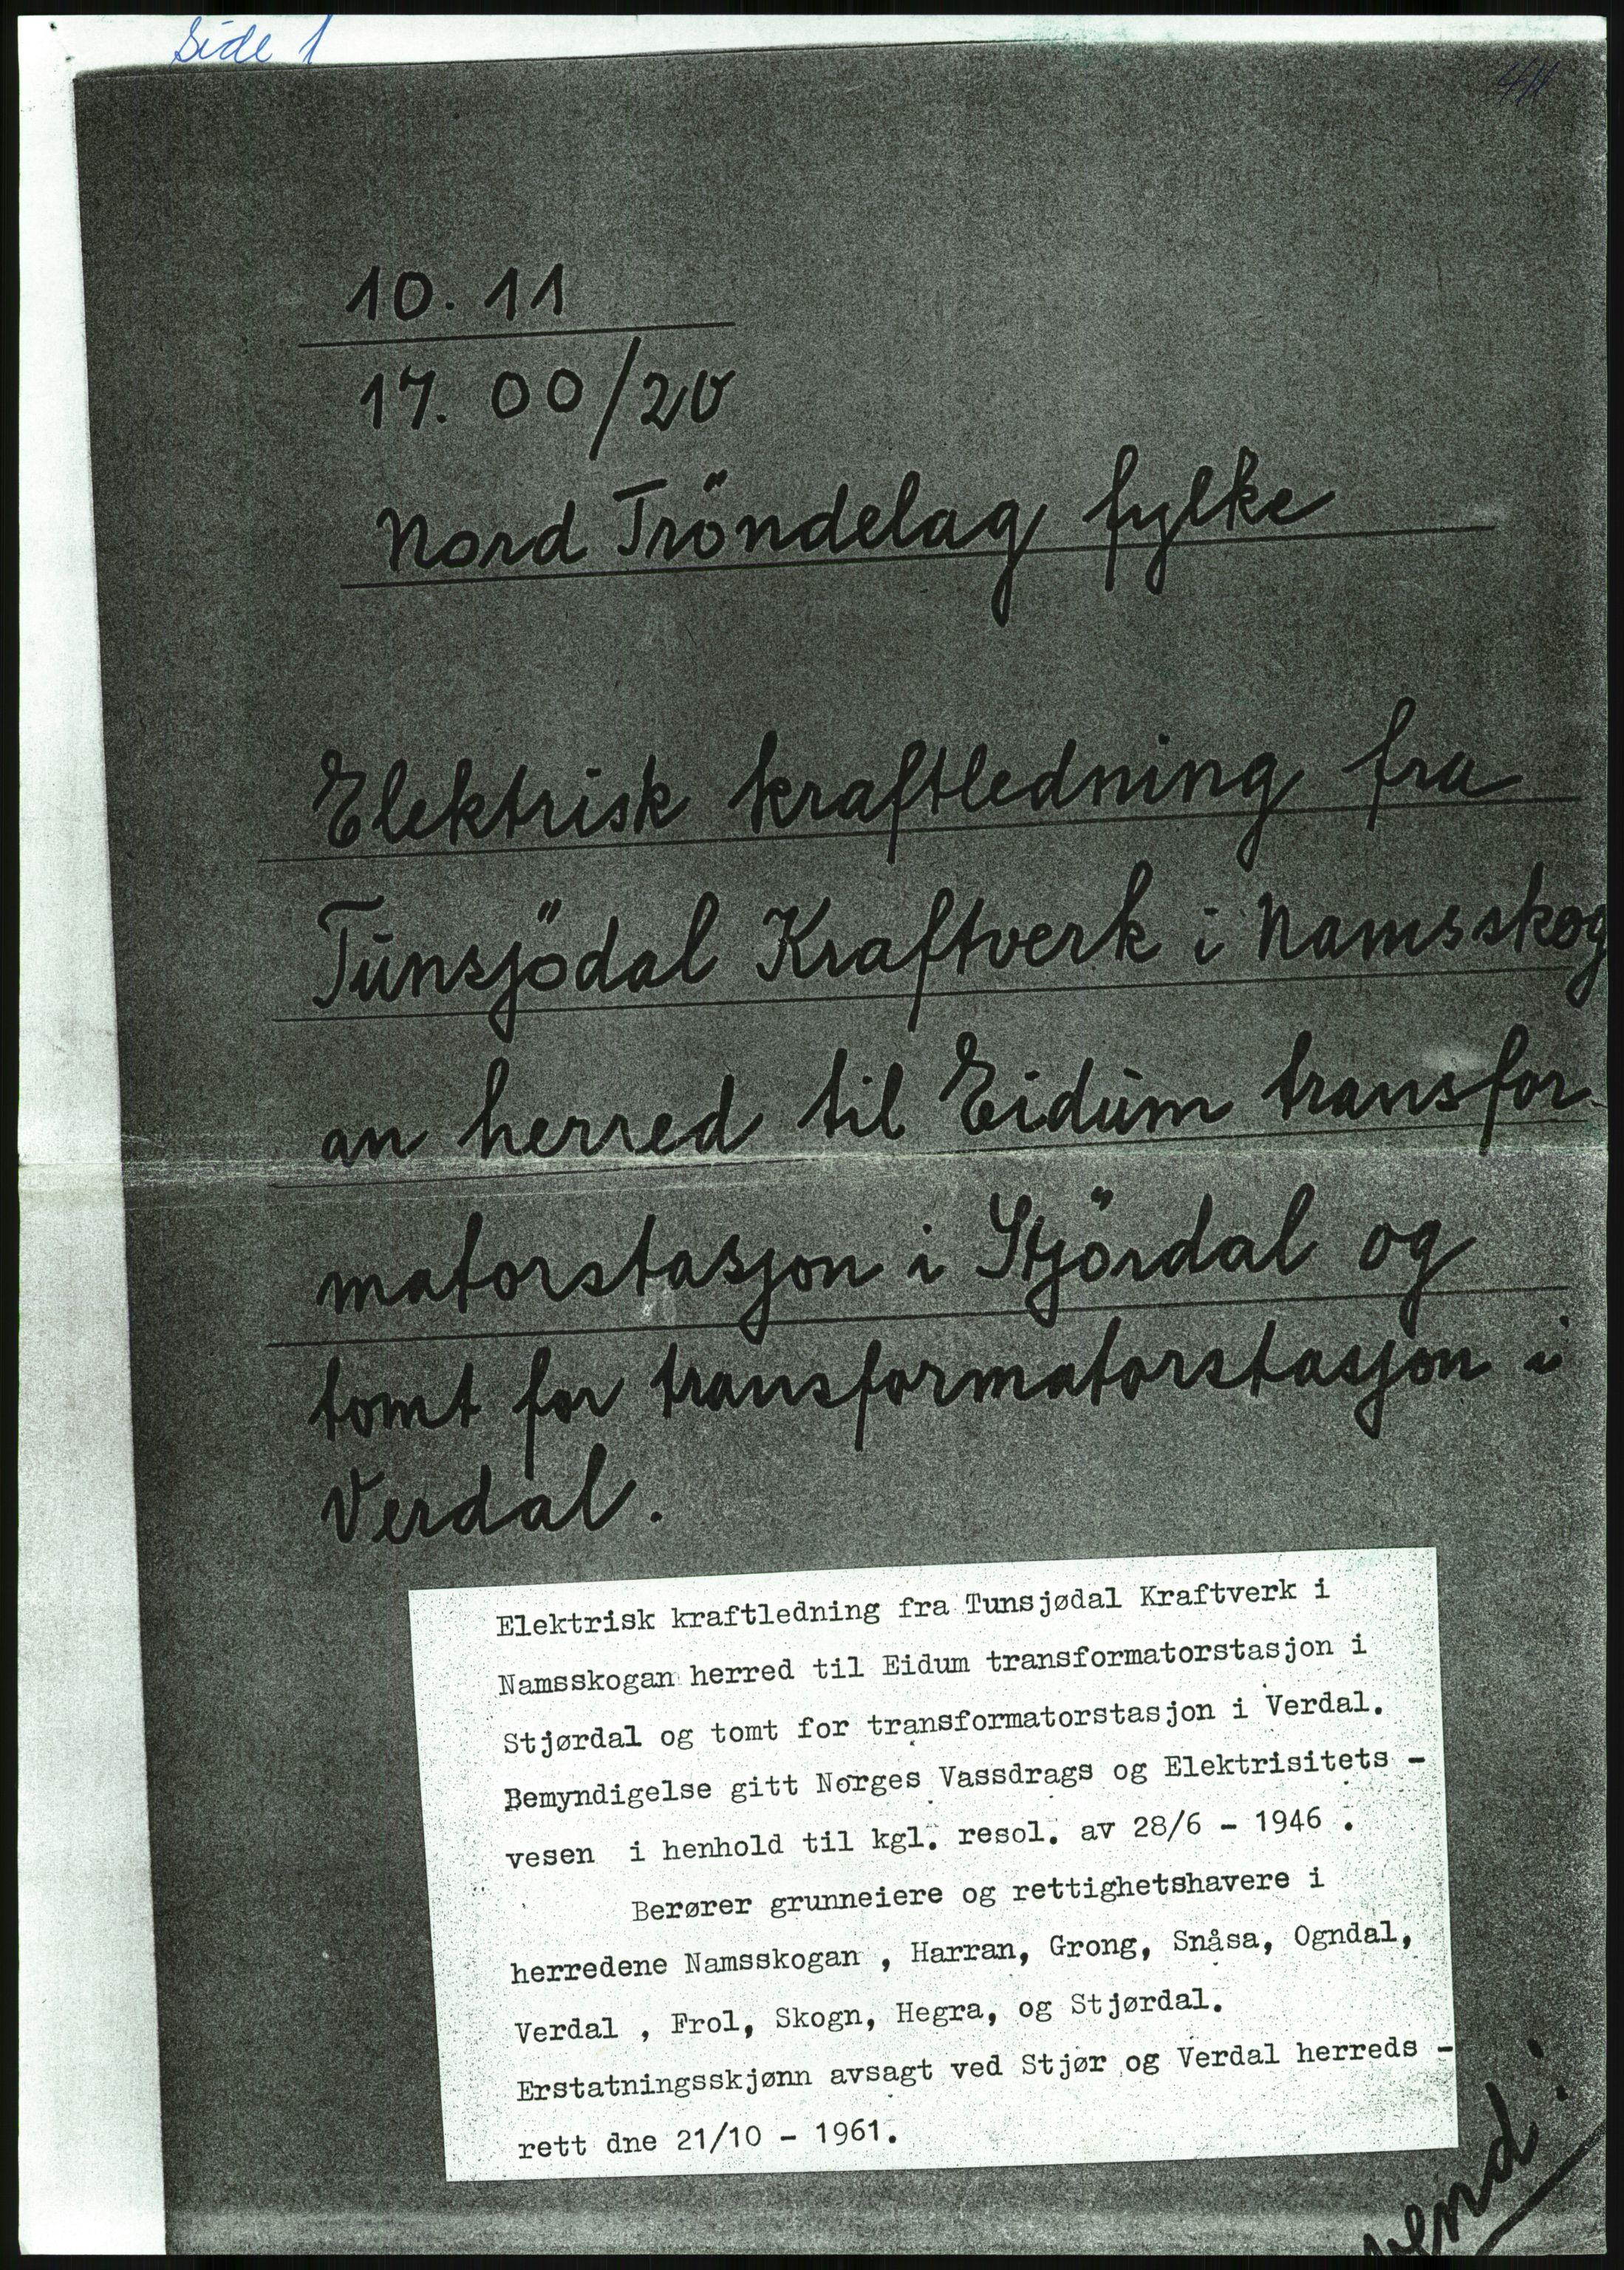 Side 1
10. 11
17. 00/20
Nord Tröndelag fylke
Elektrisk kraftledning fra
Tunsjödal Kraftverk i Namsskog
an herred til Eidum transfor-
matorstasjon i Stjördal og
tomt for transformatorstasjon i
Verdal.
Elektrisk kraftledning fra Tunsjødal Kraftverk i
Namsskogan herred til Eidum transformatorstasjon i
Stjørdal og tomt for transformatorstasjon i Verdal.
Bemyndigelse gitt Norges Vassdrags og Elektrisitets -
vesen i henhold til kgl. resol. av 28/6 - 1946 .
Berører grunneiere og rettighetshavere i
herredene Namsskogan , Harran, Grong, Snåsa, Ogndal,
Verdal , Frol, Skogn, Hegra, og Stjørdal.
Erstatningsskjønn avsagt ved Stjør og Verdal herreds -
rett dne 21/10 - 1961.
vend!